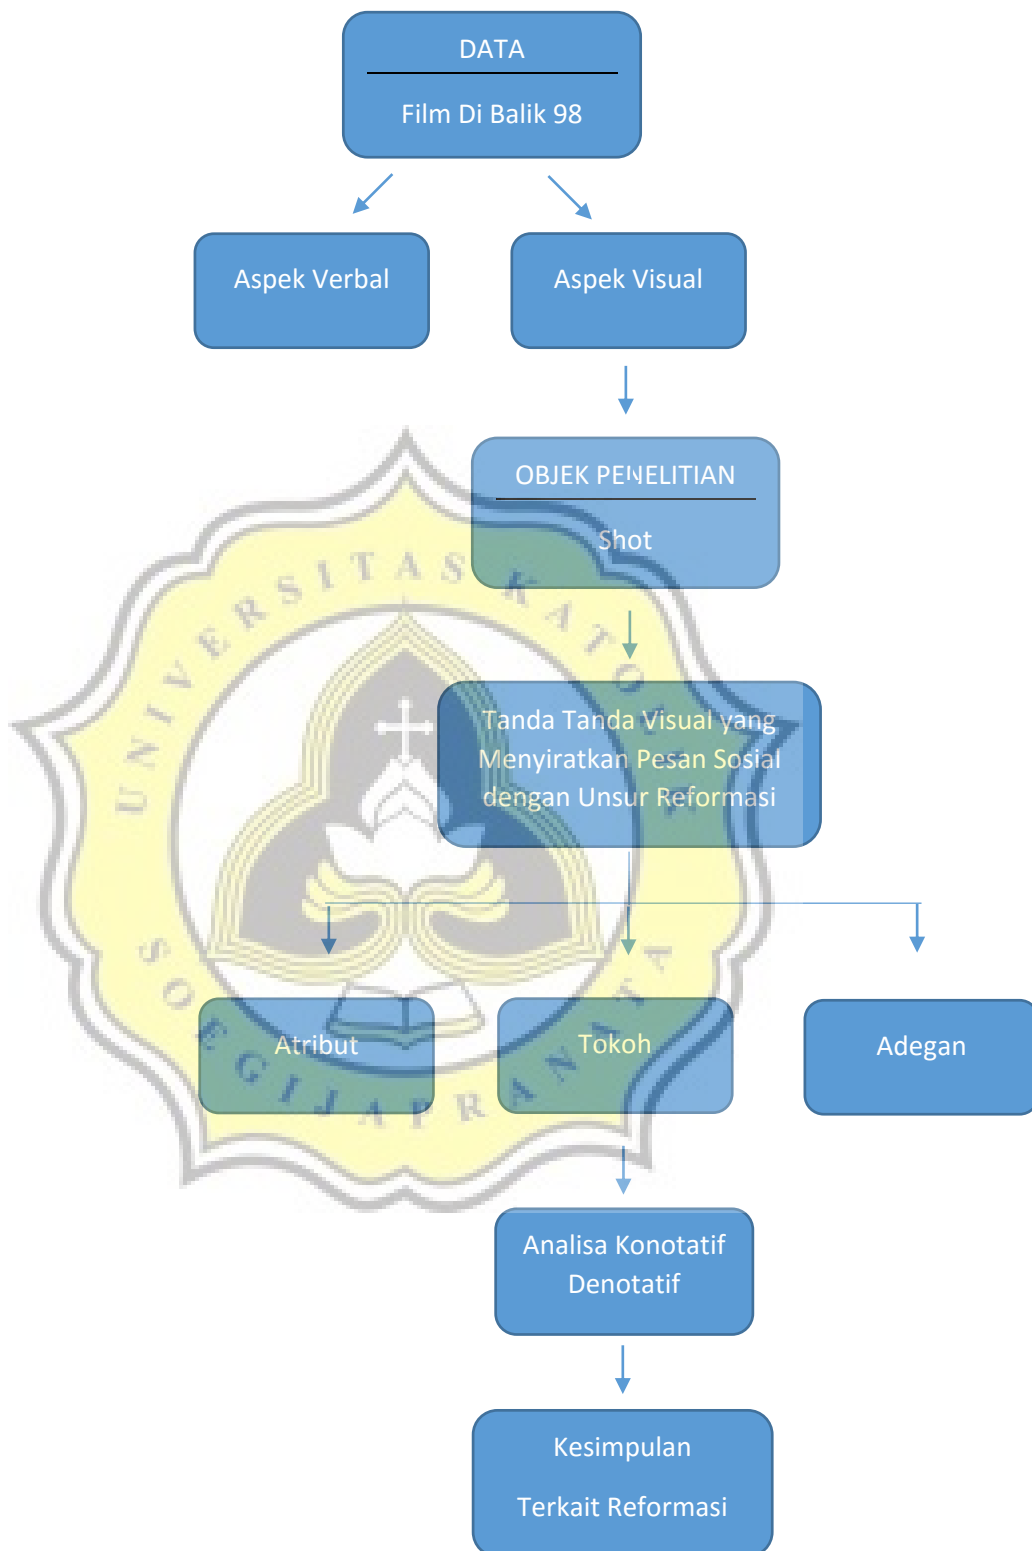 DATA
Film Di Balik 98
Aspek Verbal
Aspek Visual
OBJEK PENELITIAN
Shot
Tanda Tanda Visual yang
Menyiratkan Pesan Sosial
dengan Unsur Reformasi
Atribut
Tokoh
Adegan
Analisa Konotatif
Denotatif
Kesimpulan
Terkait Reformasi
UNIVERSITAS KATOLIK
SOEGIJAPRANATA